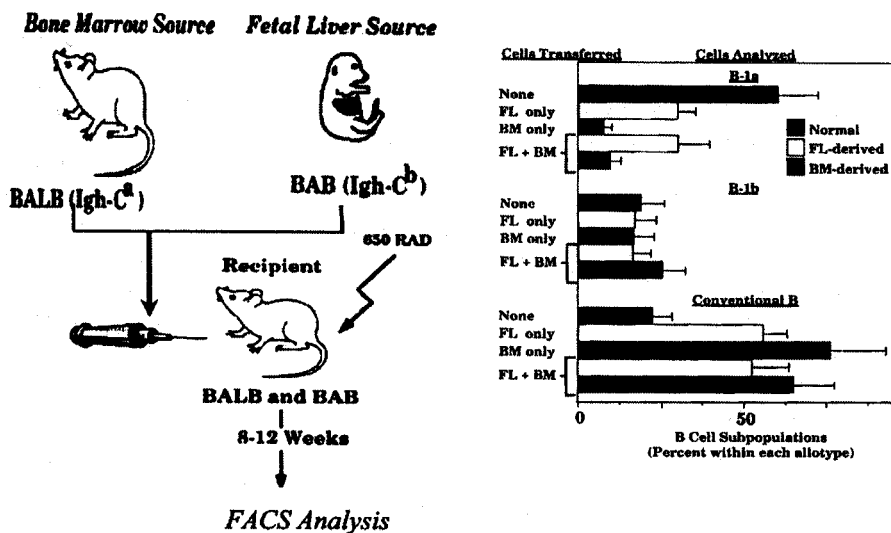 Bone Marrow Source
Fetal Liver Source
BALB (Igh-Cᵃ)
BAB (Igh-Cᵇ)
650 RAD
Recipient
BALB and BAB
8-12 Weeks
FACS Analysis
Cells Transferred
Cells Analyzed
B-1a
None
FL only
BM only
FL + BM
Normal
FL-derived
BM-derived
B-1b
None
FL only
BM only
FL + BM
Conventional B
None
FL only
BM only
FL + BM
0
50
B Cell Subpopulations
(Percent within each allotype)